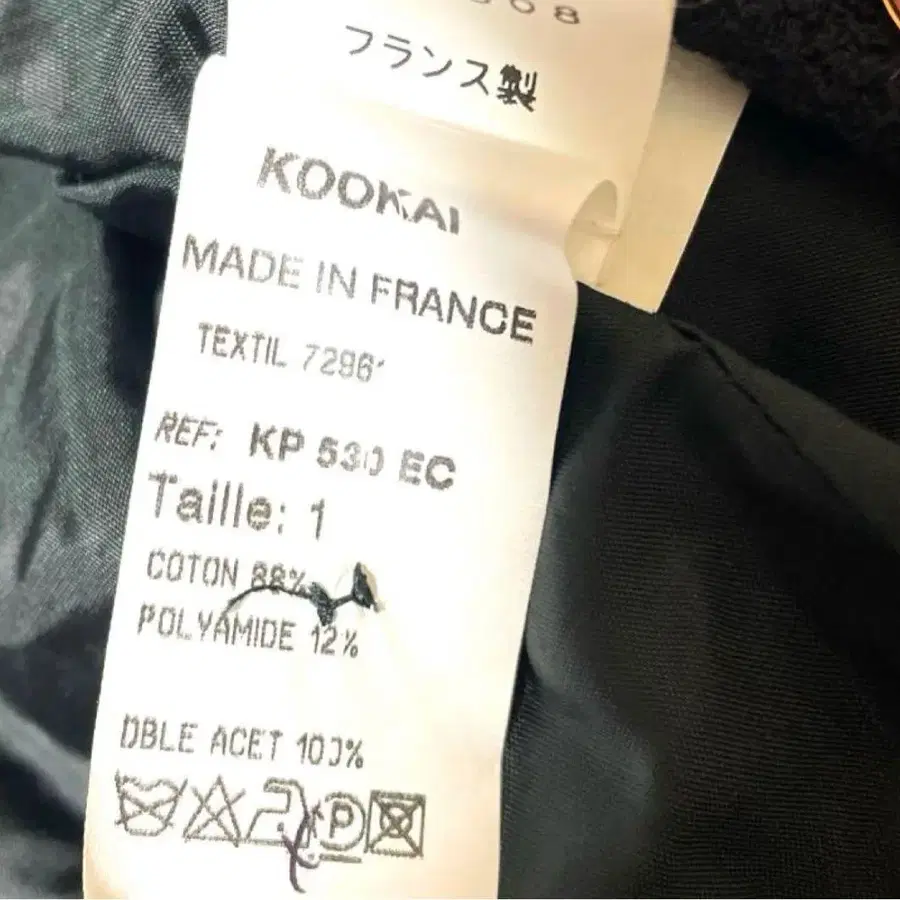 フランス製
KOOKAI
MADE IN FRANCE
TEXTIL
REF: KP 530 EC
Taille: 1
COTON 88%
POLYAMIDE 12%
DBLE ACET 100%
P